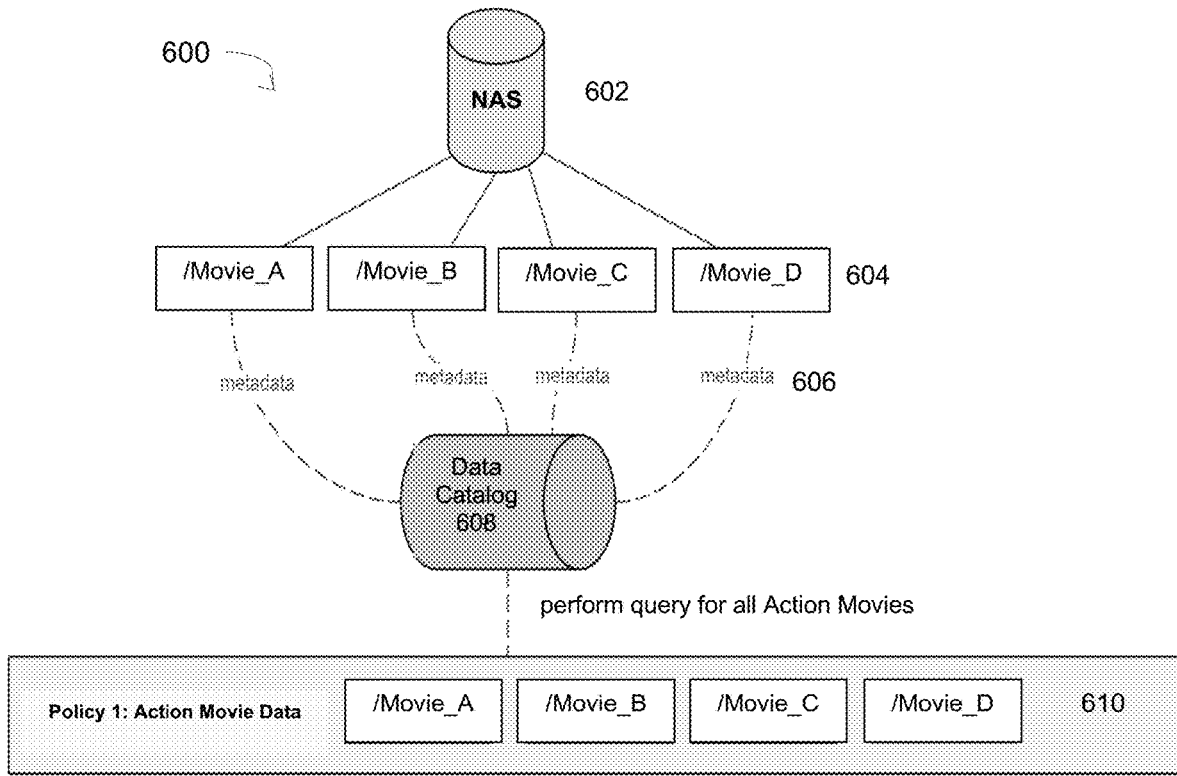 600
NAS
602
/Movie_A
/Movie_B
/Movie_C
/Movie_D
604
metadata
metadata
metadata
metadata
606
Data
Catalog
608
perform query for all Action Movies
Policy 1: Action Movie Data
/Movie_A
/Movie_B
/Movie_C
/Movie_D
610